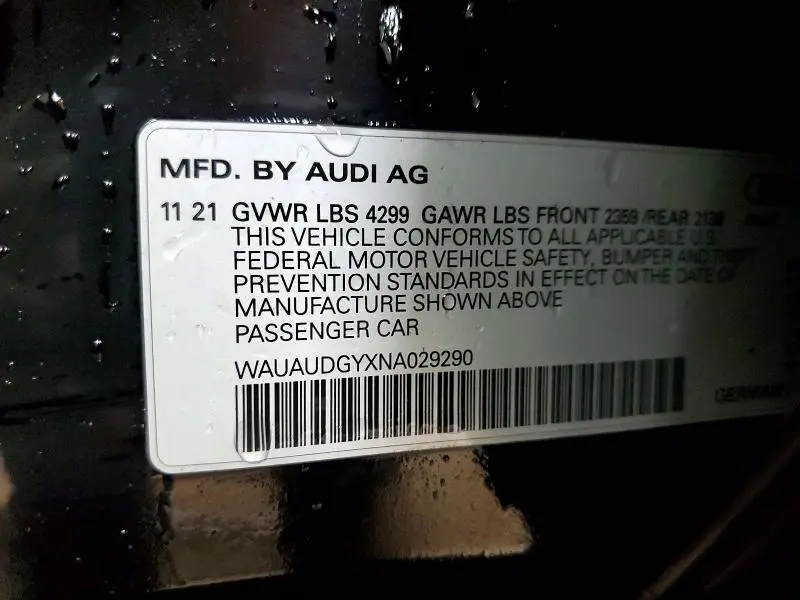 MFD. BY AUDI AG
11 21 GVWR LBS 4299 GAWR LBS FRONT 2359 /REAR 2138
THIS VEHICLE CONFORMS TO ALL APPLICABLE U.S.
FEDERAL MOTOR VEHICLE SAFETY, BUMPER AND THEFT
PREVENTION STANDARDS IN EFFECT ON THE DATE OF
MANUFACTURE SHOWN ABOVE
PASSENGER CAR
WAUAUDGYXNA029290
GERMANY